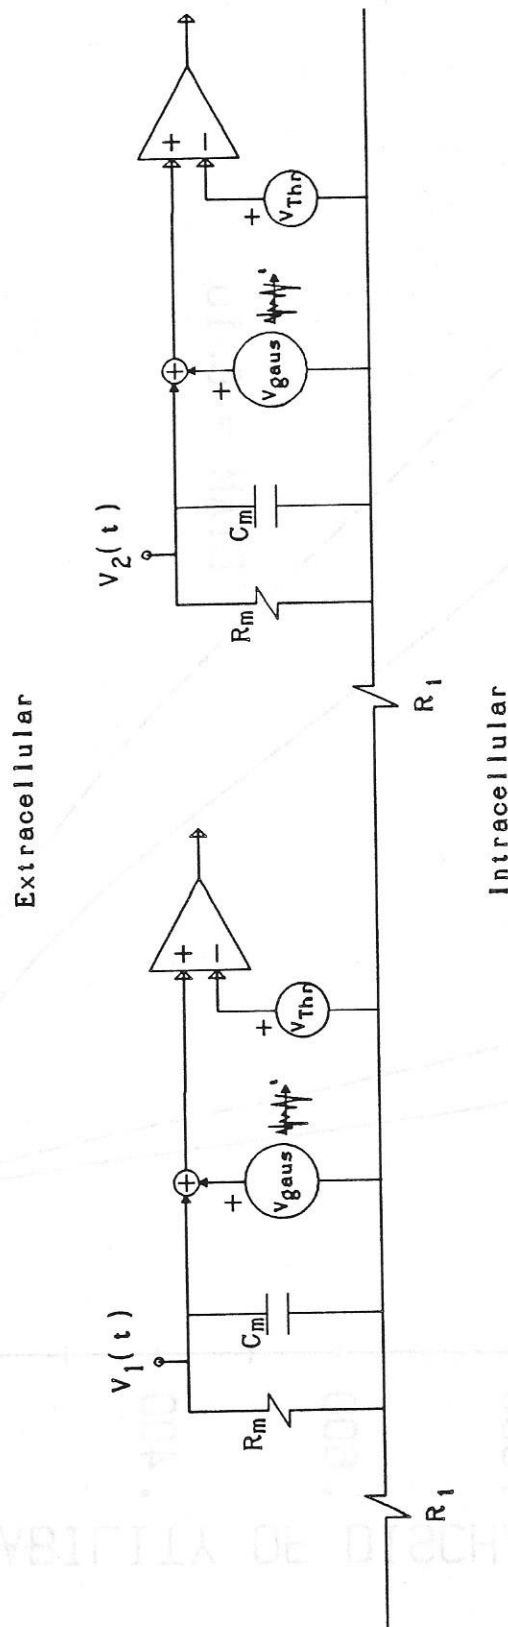 Extracellular
V1(t)
V2(t)
+
+
+
−
+
+
+
−
Rm
Cm
+
Vgaus
+
VThr
Rm
Cm
+
Vgaus
+
VThr
R1
R1
Intracellular